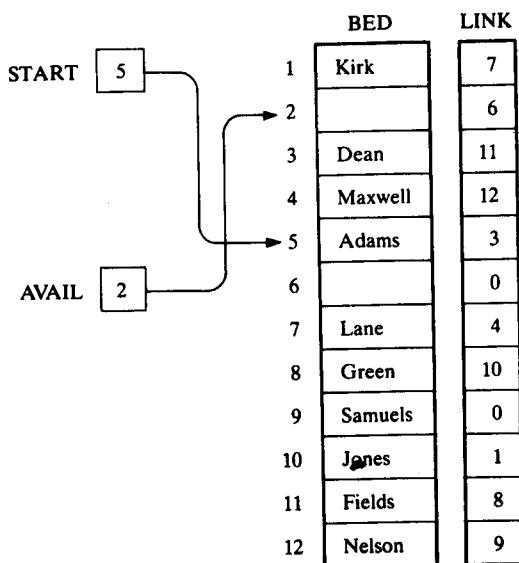 BED LINK
START 5 1 Kirk 7
2 6
3 Dean 11
4 Maxwell 12
5 Adams 3
AVAIL 2 6 0
7 Lane 4
8 Green 10
9 Samuels 0
10 Jones 1
11 Fields 8
12 Nelson 9